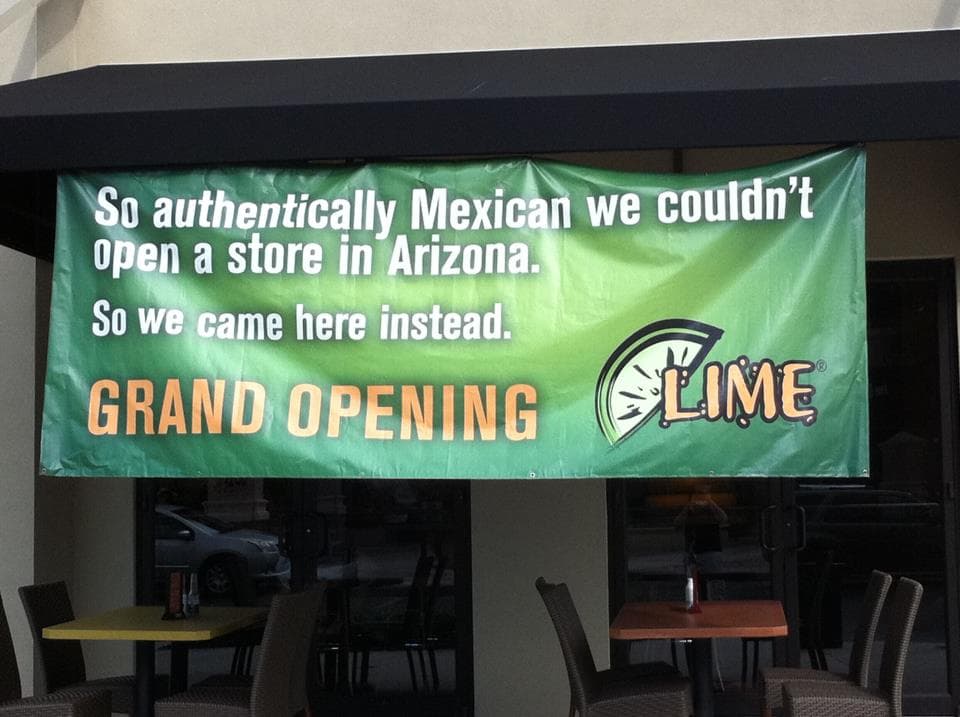 So authentically Mexican we couldn't
open a store in Arizona.
So we came here instead.
GRAND OPENING
LIME®